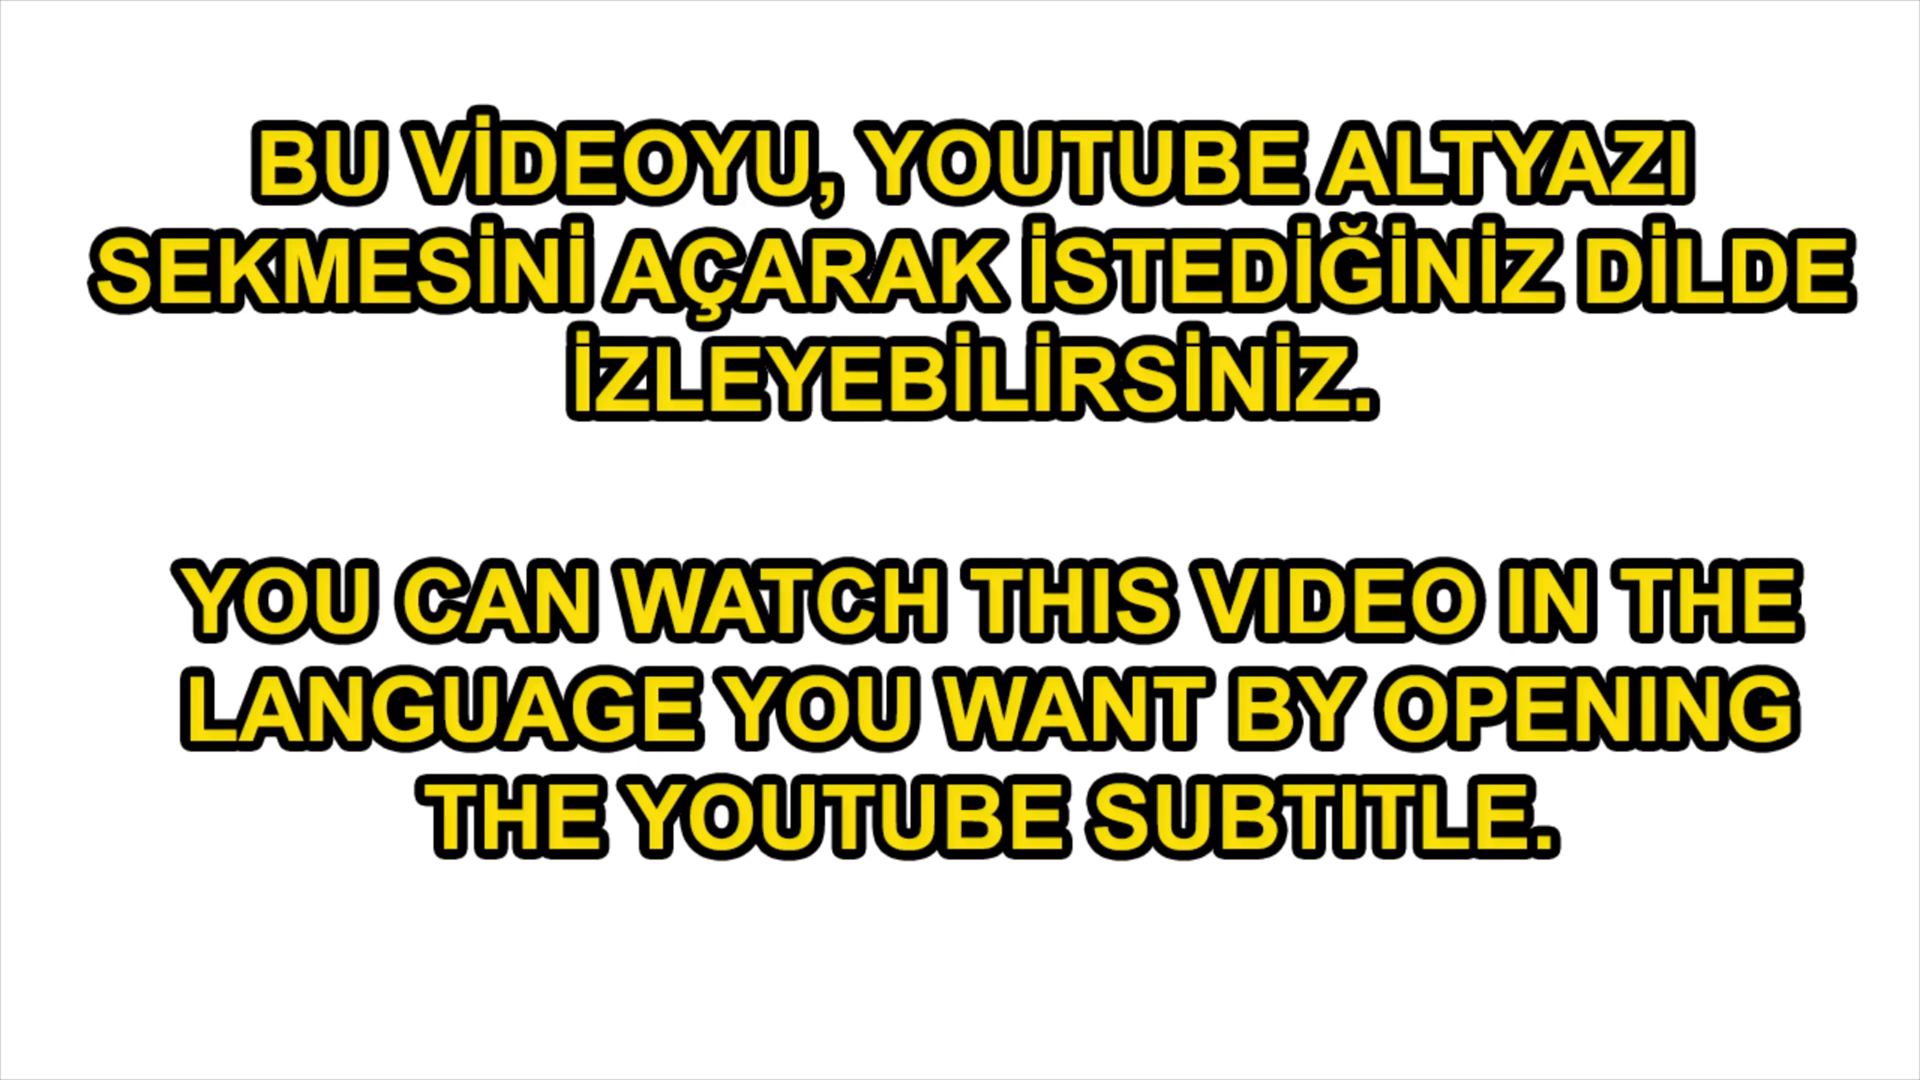 BU VİDEOYU, YOUTUBE ALTYAZI
SEKMESİNİ AÇARAK İSTEDİĞİNİZ DİLDE
İZLEYEBİLİRSİNİZ.
YOU CAN WATCH THIS VIDEO IN THE
LANGUAGE YOU WANT BY OPENING
THE YOUTUBE SUBTITLE.